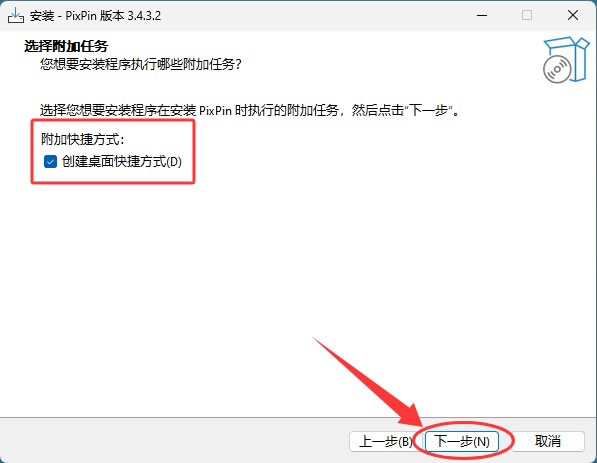 安装 - PixPin 版本 3.4.3.2
选择附加任务
您想要安装程序执行哪些附加任务？
选择您想要安装程序在安装 PixPin 时执行的附加任务，然后点击“下一步”。
附加快捷方式：
创建桌面快捷方式(D)
上一步(B) 下一步(N) 取消